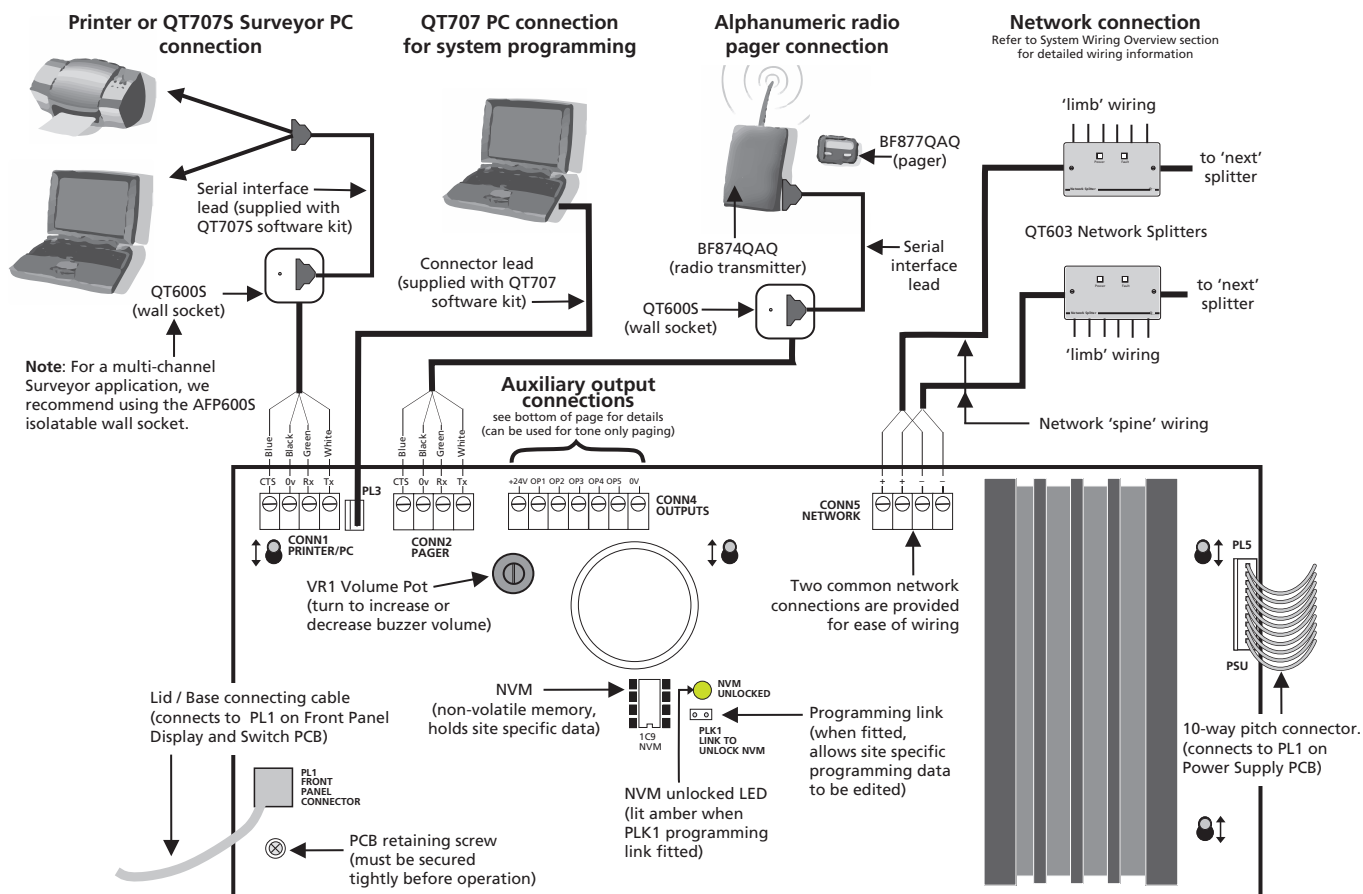 Printer or QT707S Surveyor PC
connection
QT707 PC connection
for system programming
Alphanumeric radio
pager connection
Network connection
Refer to System Wiring Overview section
for detailed wiring information
'limb' wiring
to 'next'
splitter
Power
Fault
Network Splitter
QT603 Network Splitters
to 'next'
splitter
Power
Fault
Network Splitter
'limb' wiring
Network 'spine' wiring
BF877QAQ
(pager)
BF874QAQ
(radio transmitter)
Serial
interface
lead
QT600S
(wall socket)
Serial interface
lead (supplied with
QT707S software kit)
Connector lead
(supplied with QT707
software kit)
QT600S
(wall socket)
Note: For a multi-channel
Surveyor application, we
recommend using the AFP600S
isolatable wall socket.
Auxiliary output
connections
see bottom of page for details
(can be used for tone only paging)
Blue
Black
Green
White
CTS 0v Rx Tx
CONN1
PRINTER/PC
PL3
Blue
Black
Green
White
CTS 0v Rx Tx
CONN2
PAGER
+24V OP1 OP2 OP3 OP4 OP5 0V
CONN4
OUTPUTS
+ + – –
CONN5
NETWORK
PL5
PSU
VR1 Volume Pot
(turn to increase or
decrease buzzer volume)
Two common network
connections are provided
for ease of wiring
Lid / Base connecting cable
(connects to PL1 on Front Panel
Display and Switch PCB)
NVM
(non-volatile memory,
holds site specific data)
1C9
NVM
NVM
UNLOCKED
PLK1
LINK TO
UNLOCK NVM
Programming link
(when fitted,
allows site specific
programming data
to be edited)
10-way pitch connector.
(connects to PL1 on
Power Supply PCB)
PL1
FRONT
PANEL
CONNECTOR
NVM unlocked LED
(lit amber when
PLK1 programming
link fitted)
PCB retaining screw
(must be secured
tightly before operation)